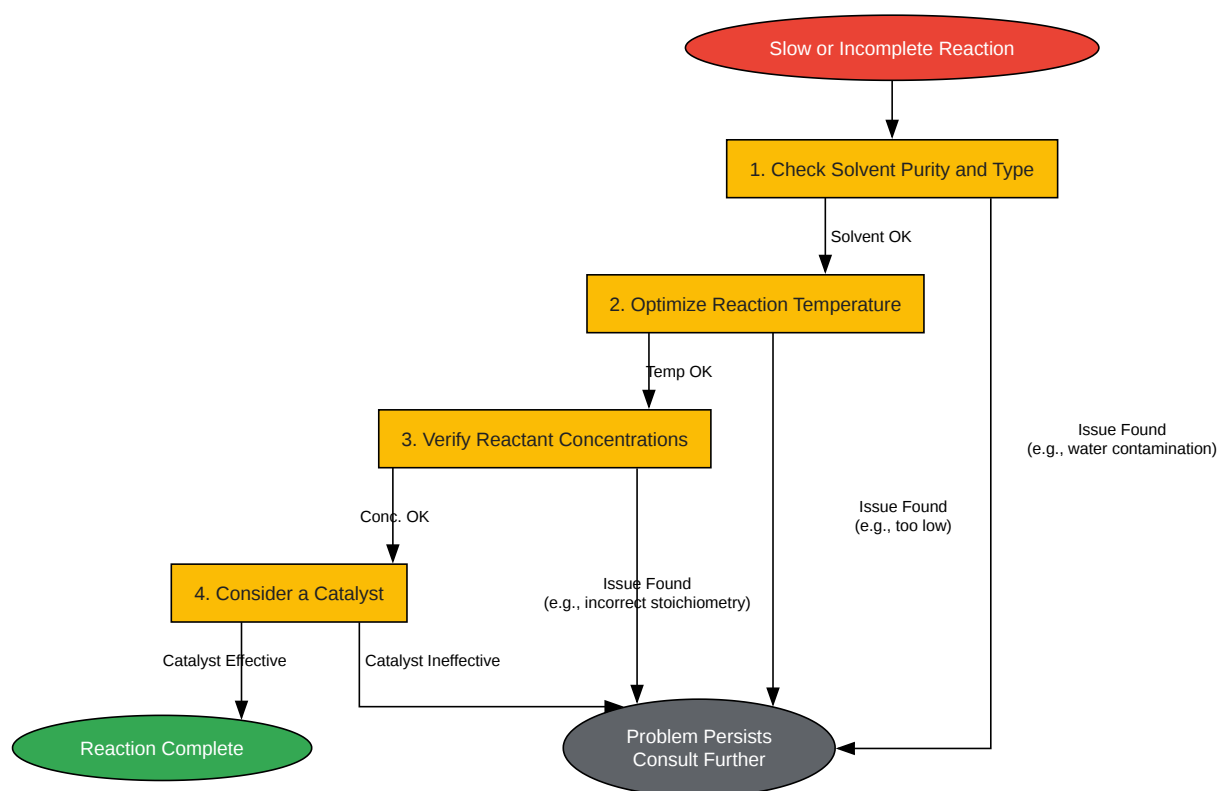 Slow or Incomplete Reaction
1. Check Solvent Purity and Type
Solvent OK
2. Optimize Reaction Temperature
Temp OK
3. Verify Reactant Concentrations
Issue Found
(e.g., water contamination)
Conc. OK
Issue Found
(e.g., too low)
4. Consider a Catalyst
Issue Found
(e.g., incorrect stoichiometry)
Catalyst Effective
Catalyst Ineffective
Reaction Complete
Problem Persists
Consult Further